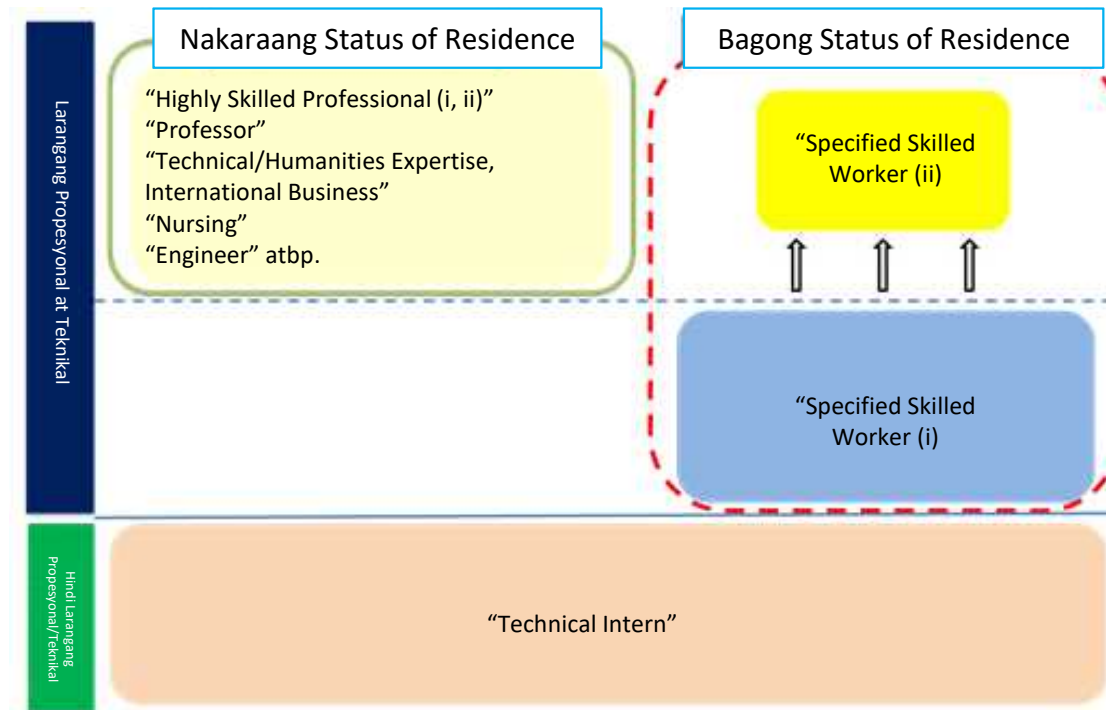 Nakaraang Status of Residence
Bagong Status of Residence
Larangang Propesyonal at Teknikal
“Highly Skilled Professional (i, ii)”
“Professor”
“Technical/Humanities Expertise,
International Business”
“Nursing”
“Engineer” atbp.
“Specified Skilled
Worker (ii)
“Specified Skilled
Worker (i)
Hindi Larangang
Propesyonal/Teknikal
“Technical Intern”